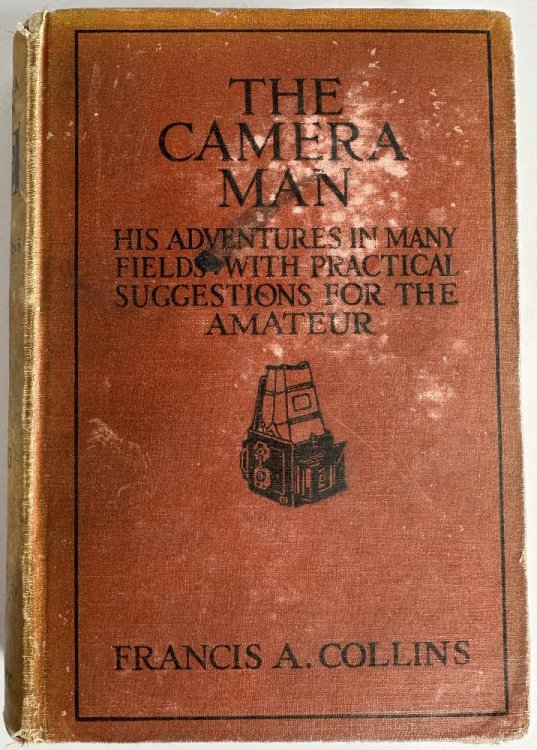 THE
CAMERA
MAN
HIS ADVENTURES IN MANY
FIELDS WITH PRACTICAL
SUGGESTIONS FOR THE
AMATEUR
FRANCIS A. COLLINS